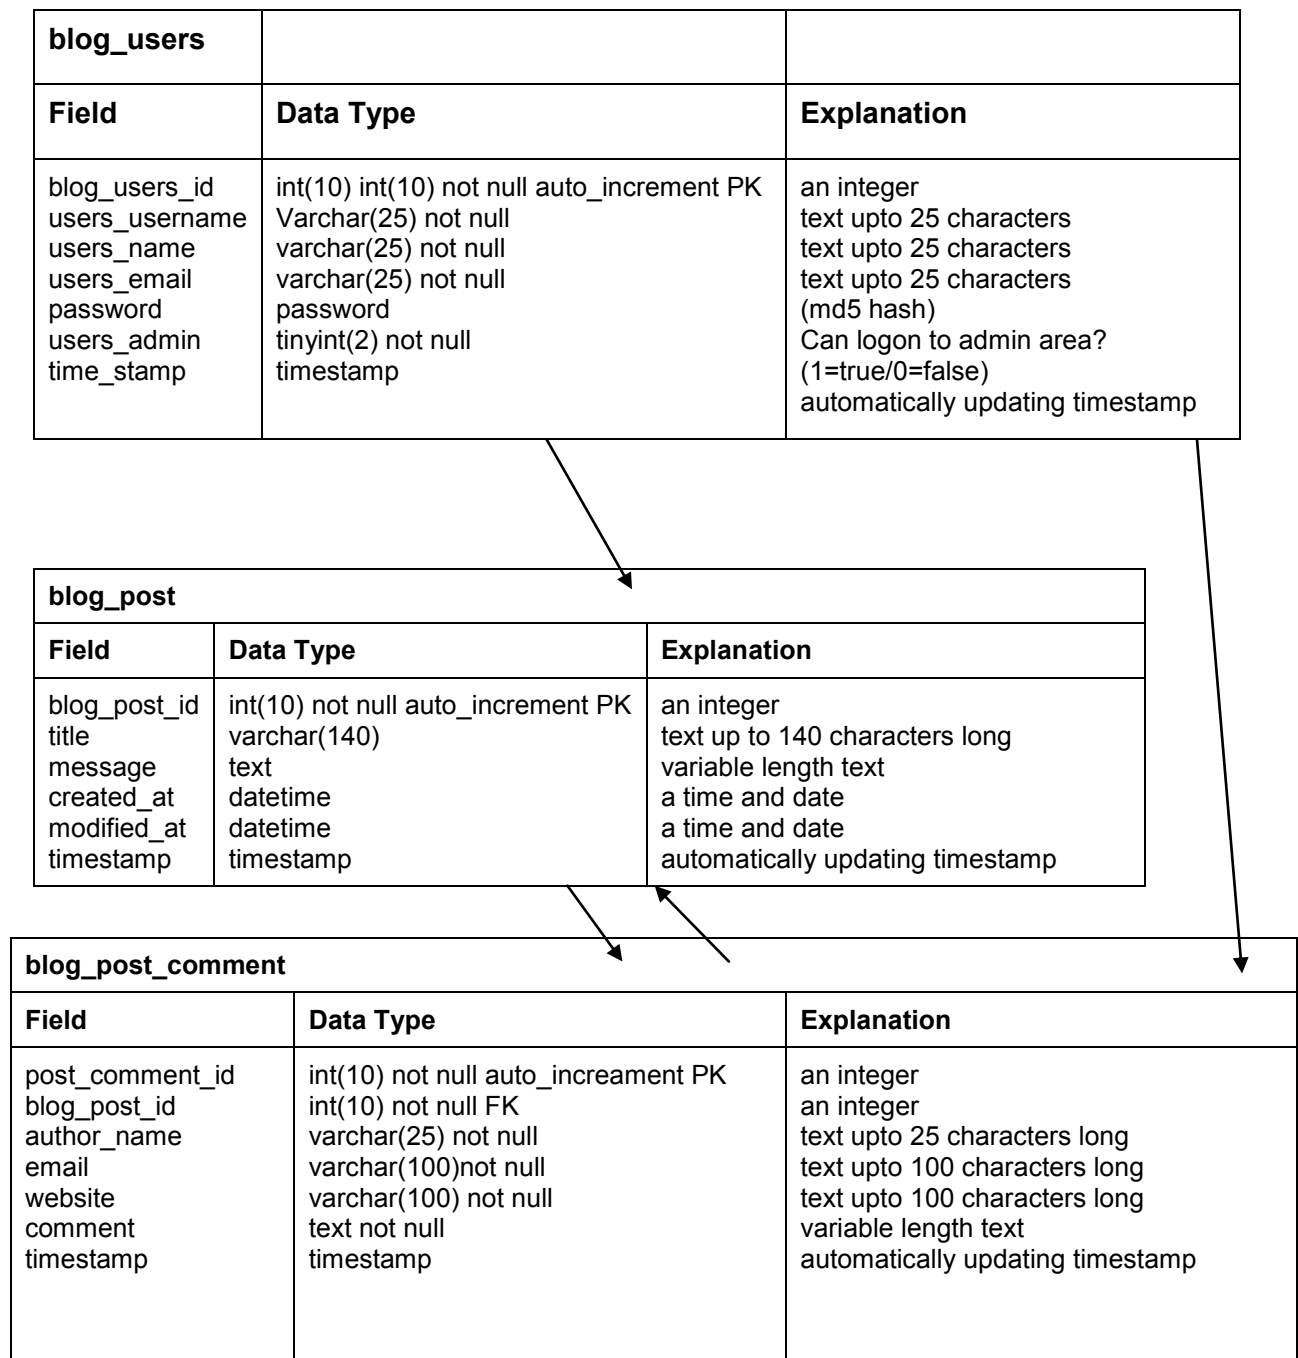 blog_users
Field Data Type Explanation
blog_users_id int(10) int(10) not null auto_increment PK an integer
users_username Varchar(25) not null text upto 25 characters
users_name varchar(25) not null text upto 25 characters
users_email varchar(25) not null text upto 25 characters
password password (md5 hash)
users_admin tinyint(2) not null Can logon to admin area?
time_stamp timestamp (1=true/0=false)
automatically updating timestamp
blog_post
Field Data Type Explanation
blog_post_id int(10) not null auto_increment PK an integer
title varchar(140) text up to 140 characters long
message text variable length text
created_at datetime a time and date
modified_at datetime a time and date
timestamp timestamp automatically updating timestamp
blog_post_comment
Field Data Type Explanation
post_comment_id int(10) not null auto_increament PK an integer
blog_post_id int(10) not null FK an integer
author_name varchar(25) not null text upto 25 characters long
email varchar(100)not null text upto 100 characters long
website varchar(100) not null text upto 100 characters long
comment text not null variable length text
timestamp timestamp automatically updating timestamp